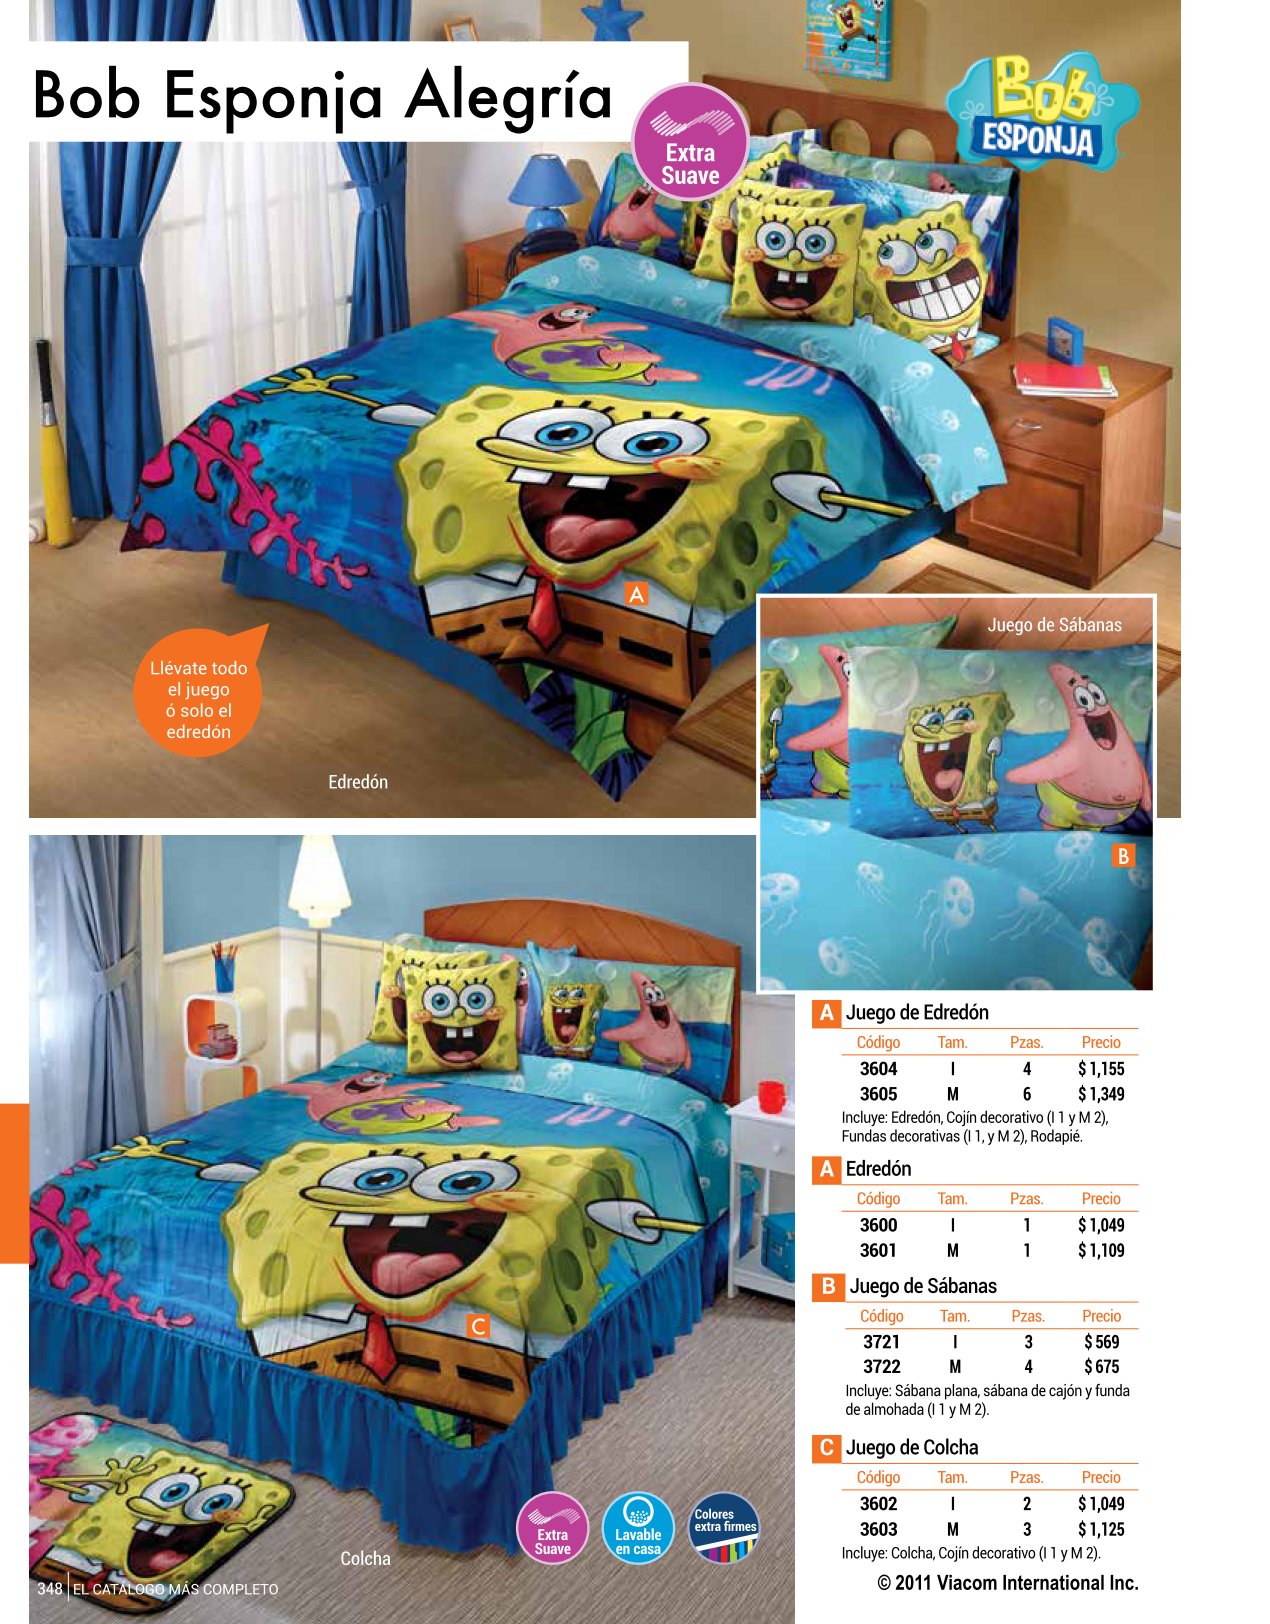 Bob Esponja Alegría
Extra
Suave
Bob
ESPONJA
A
Llévate todo
el juego
ó solo el
edredón
Edredón
Juego de Sábanas
B
A Juego de Edredón
Código Tam. Pzas. Precio
3604 I 4 $ 1,155
3605 M 6 $ 1,349
Incluye: Edredón, Cojín decorativo (I 1 y M 2),
Fundas decorativas (I 1, y M 2), Rodapié.
A Edredón
Código Tam. Pzas. Precio
3600 I 1 $ 1,049
3601 M 1 $ 1,109
B Juego de Sábanas
Código Tam. Pzas. Precio
3721 I 3 $ 569
3722 M 4 $ 675
Incluye: Sábana plana, sábana de cajón y funda
de almohada (I 1 y M 2).
C Juego de Colcha
Código Tam. Pzas. Precio
3602 I 2 $ 1,049
3603 M 3 $ 1,125
Incluye: Colcha, Cojín decorativo (I 1 y M 2).
© 2011 Viacom International Inc.
C
Colcha
Extra
Suave
Lavable
en casa
Colores
extra firmes
348 EL CATÁLOGO MÁS COMPLETO